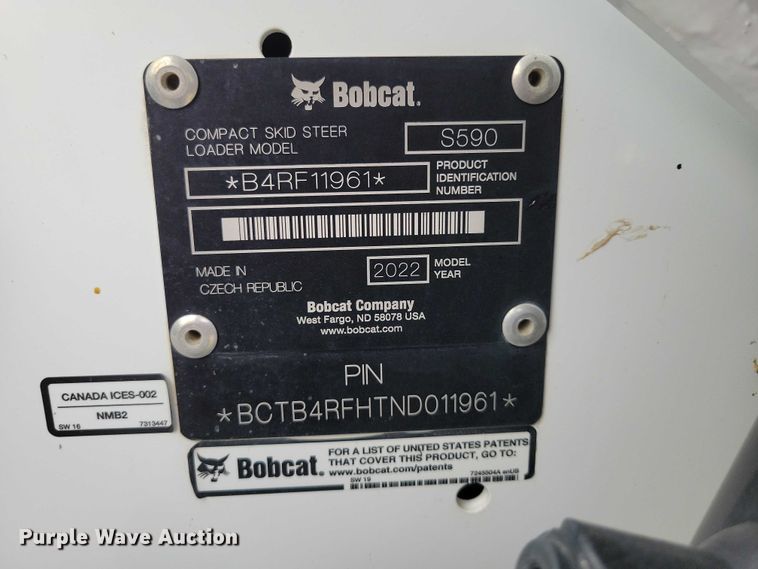 Bobcat.
COMPACT SKID STEER
LOADER MODEL
S590
*B4RF11961*
PRODUCT
IDENTIFICATION
NUMBER
MADE IN
CZECH REPUBLIC
2022
MODEL
YEAR
Bobcat Company
West Fargo, ND 58078 USA
www.bobcat.com
PIN
*BCTB4RFHTND011961*
CANADA ICES-002
NMB2
SW 16 7313447
Bobcat.
FOR A LIST OF UNITED STATES PATENTS
THAT COVER THIS PRODUCT, GO TO:
www.bobcat.com/patents
SW 19 7245504A enUS
Purple Wave Auction